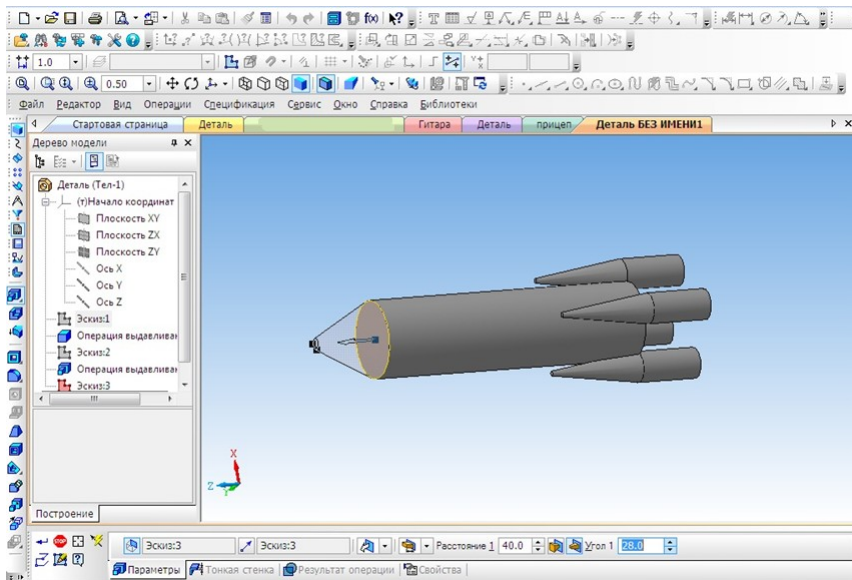 f(x)
1.0
0.50
Файл Редактор Вид Операции Спецификация Сервис Окно Справка Библиотеки
Стартовая страница Деталь Гитара Деталь прицеп Деталь БЕЗ ИМЕНИ1
Дерево модели
Деталь (Тел-1)
(т)Начало координат
Плоскость XY
Плоскость ZX
Плоскость ZY
Ось X
Ось Y
Ось Z
Эскиз:1
Операция выдавливан
Эскиз:2
Операция выдавливан
Эскиз:3
X
Z
Y
Построение
STOP
Эскиз:3 Эскиз:3 Расстояние 1 40.0 Угол 1 28.0
Параметры Тонкая стенка Результат операции Свойства